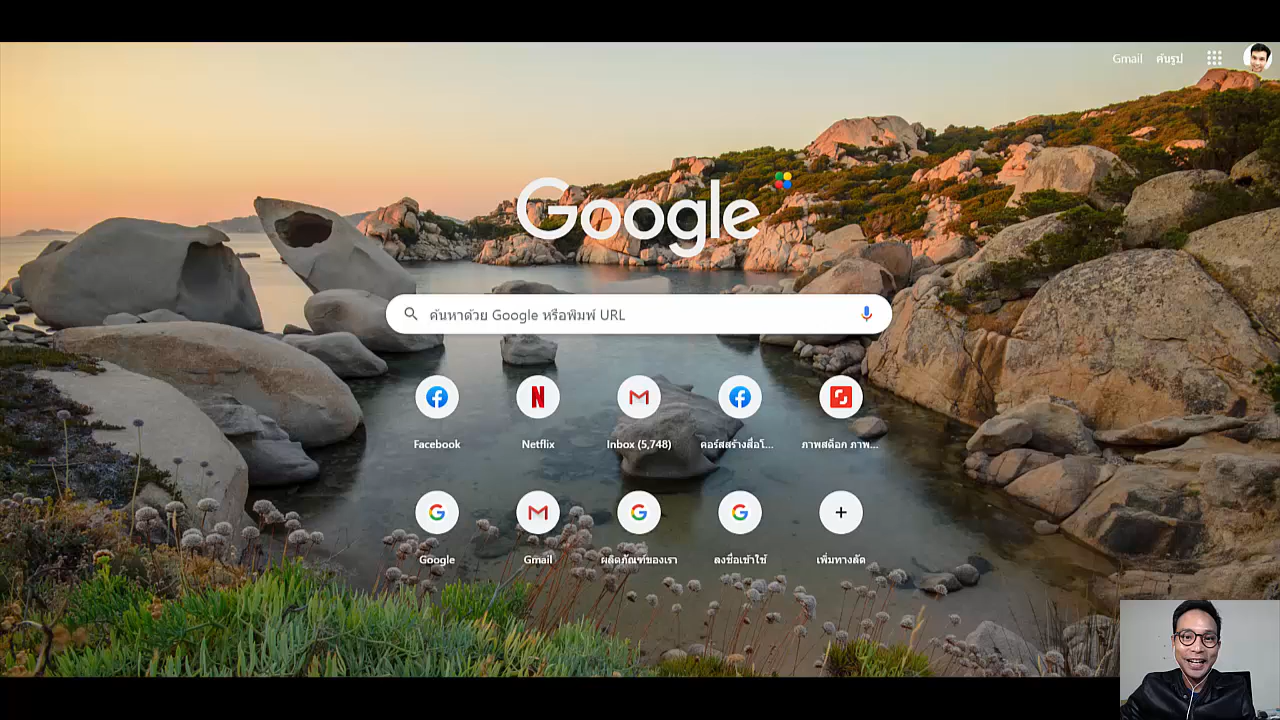 Gmail ค้นรูป
Google
ค้นหาด้วย Google หรือพิมพ์ URL
Facebook
Netflix
Inbox (5,748)
คอร์สสร้างสื่อโ...
ภาพสต็อก ภาพ...
Google
Gmail
ผลิตภัณฑ์ของเรา
ลงชื่อเข้าใช้
เพิ่มทางลัด